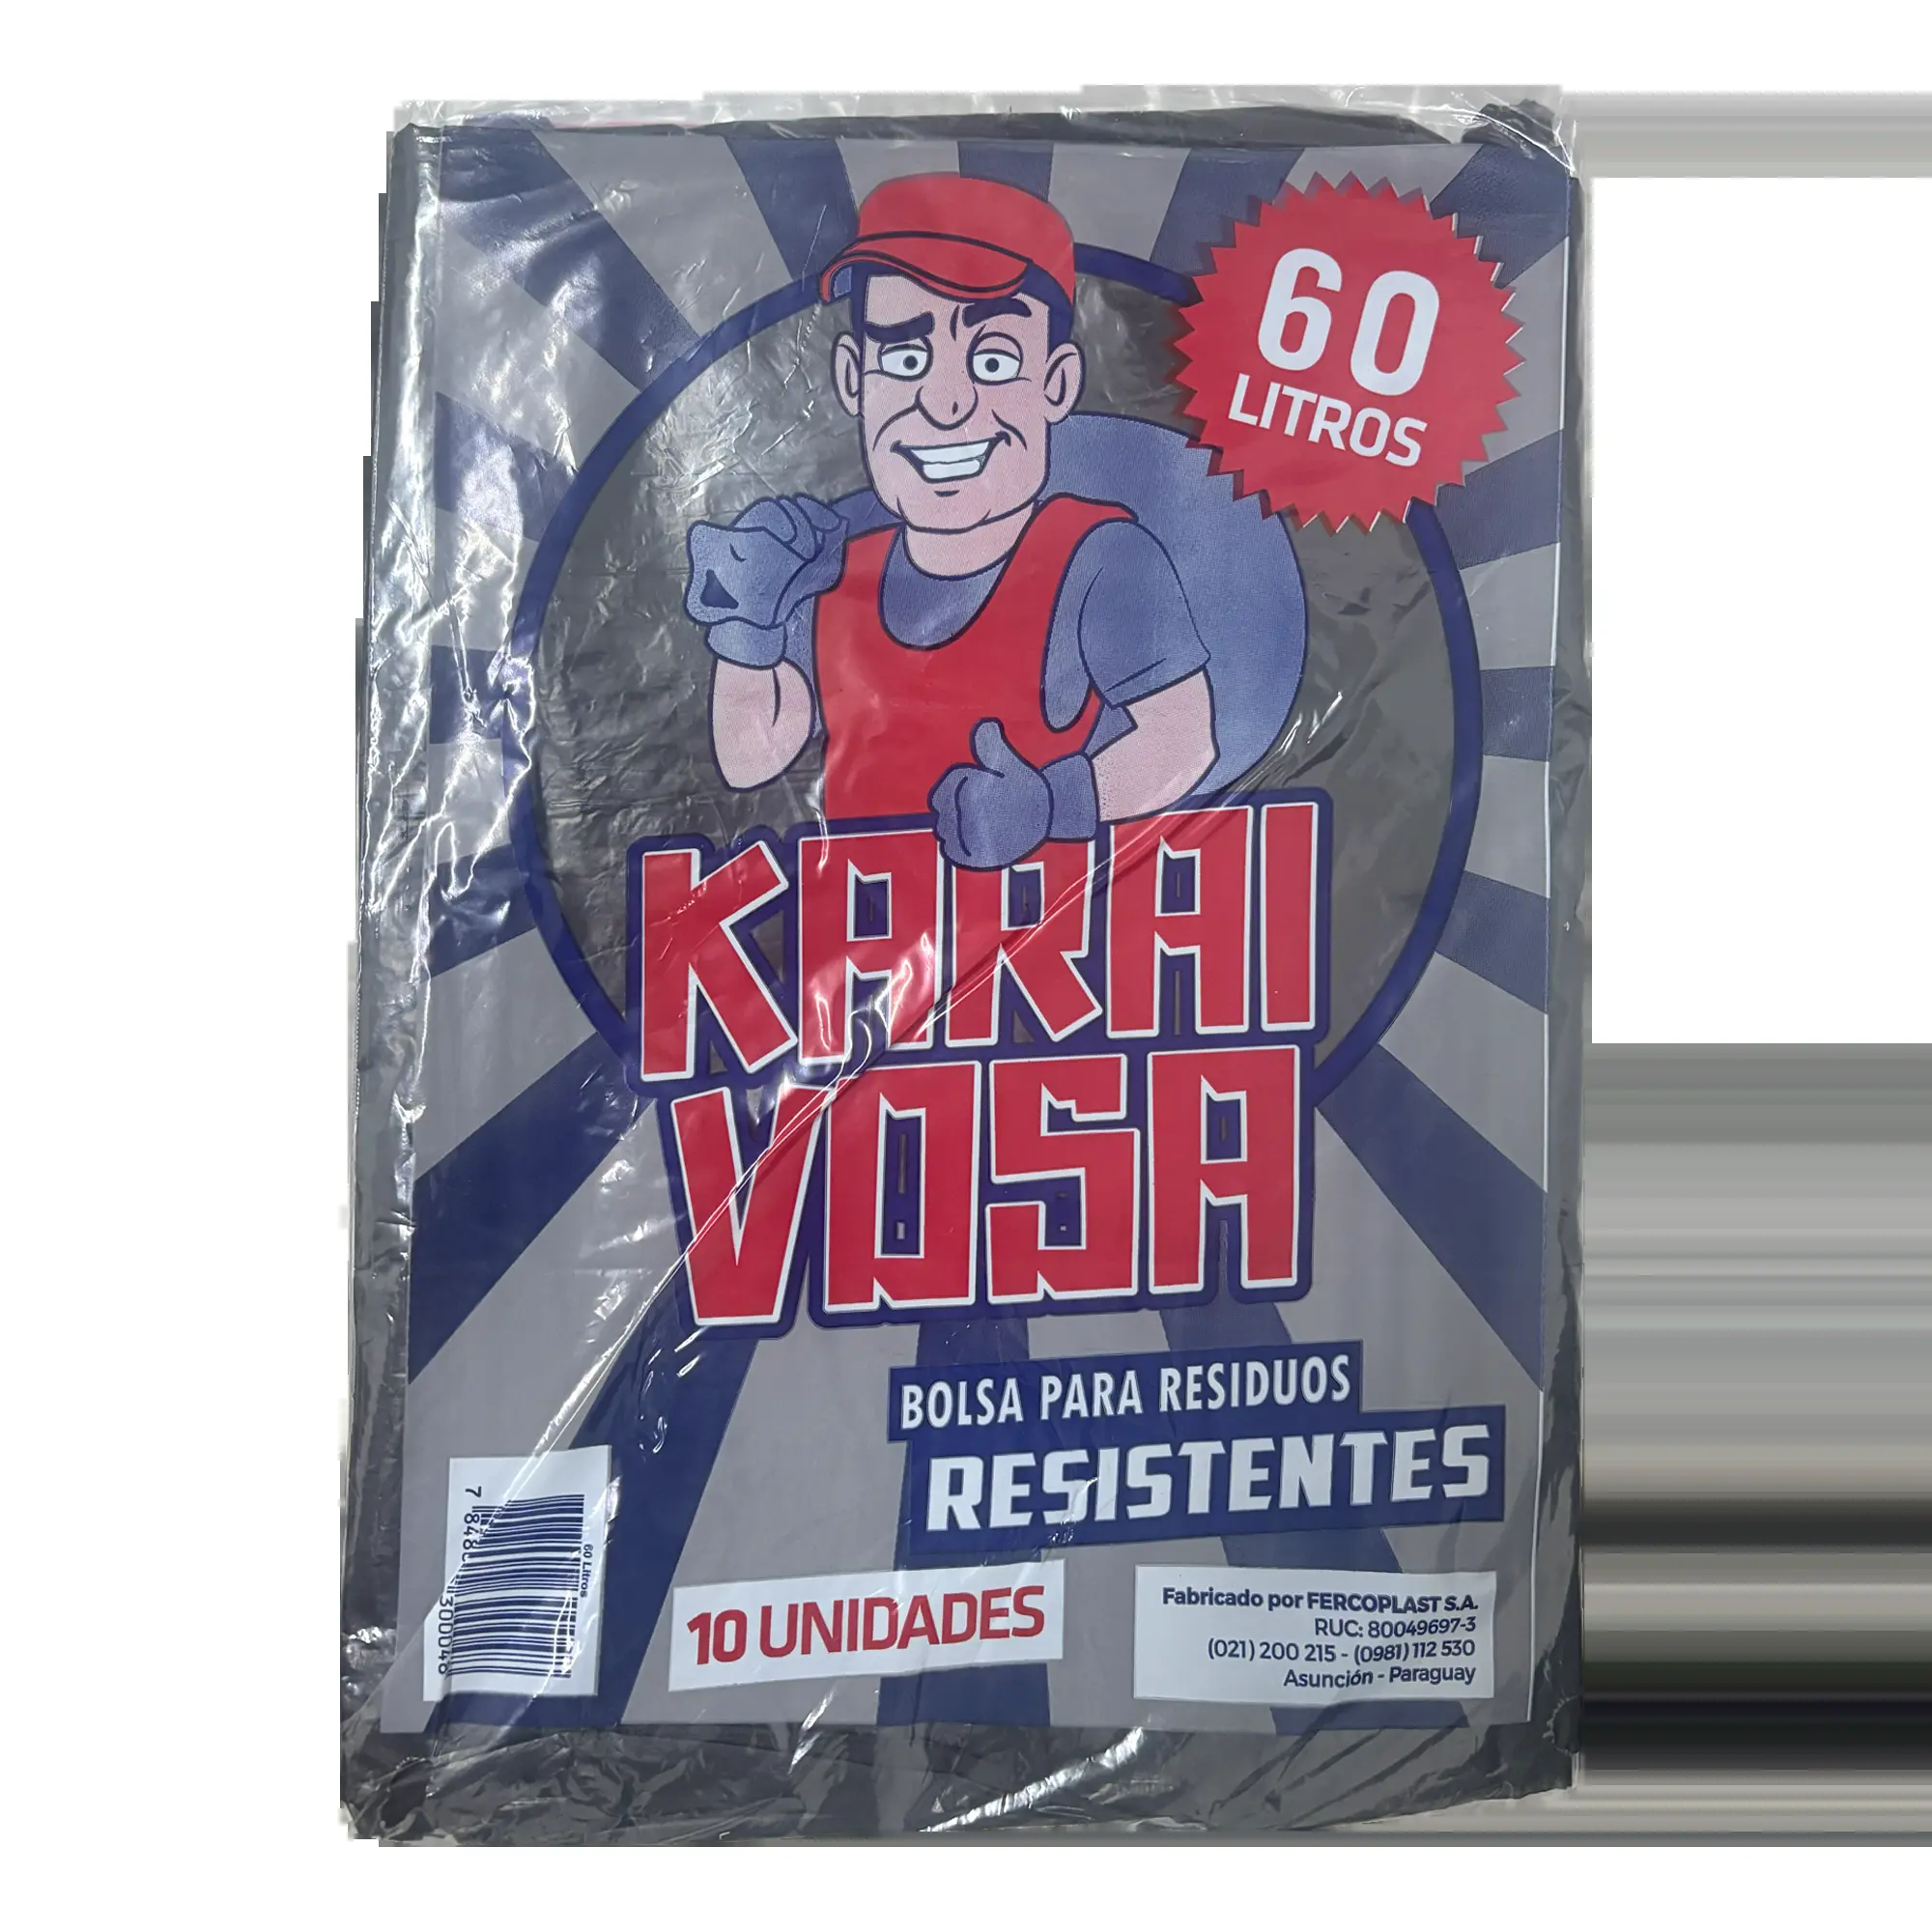 60
LITROS
KARAI
VOSA
BOLSA PARA RESIDUOS
RESISTENTES
60 Litros
10 UNIDADES
Fabricado por FERCOPLAST S.A.
RUC: 80049697-3
(021) 200 215 - (0981) 112 530
Asunción - Paraguay